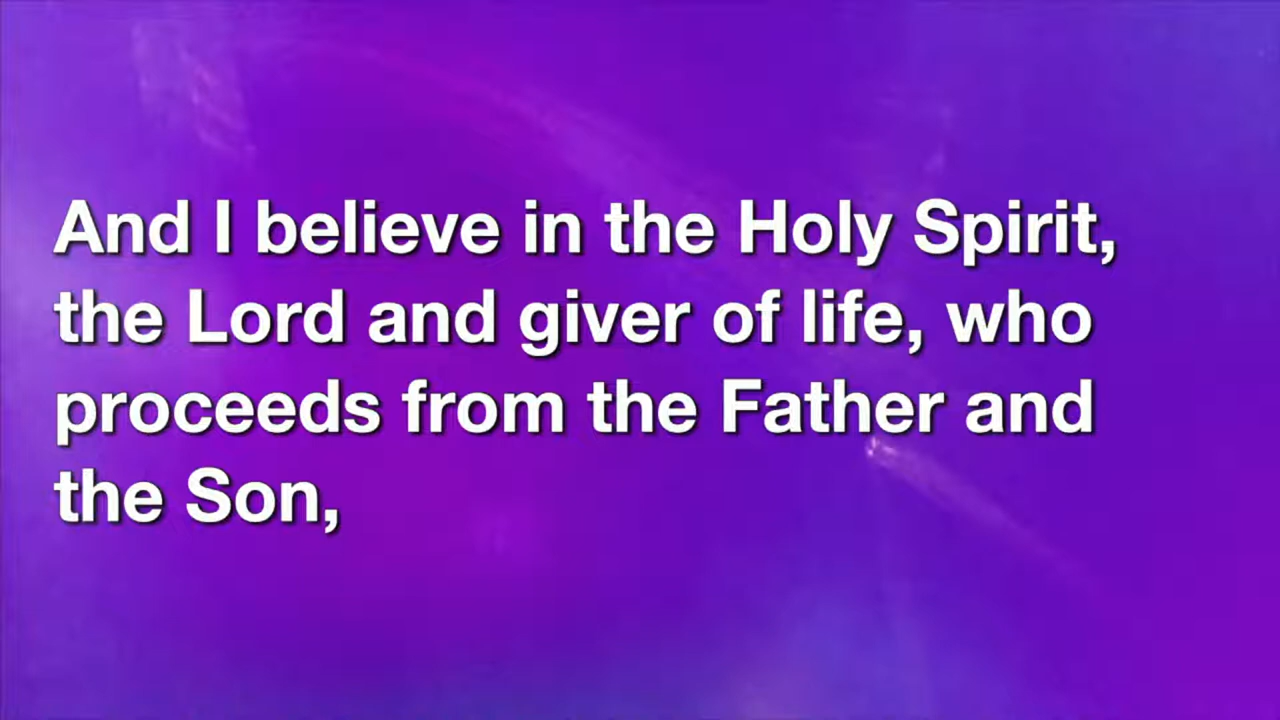 And I believe in the Holy Spirit,
the Lord and giver of life, who
proceeds from the Father and
the Son,